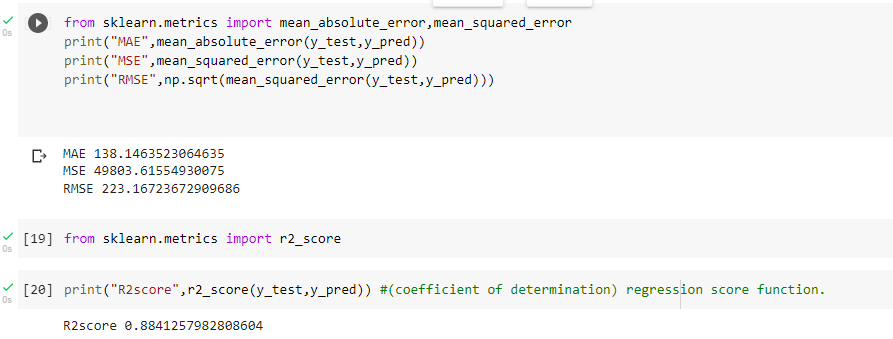 0s
from sklearn.metrics import mean_absolute_error,mean_squared_error
print("MAE",mean_absolute_error(y_test,y_pred))
print("MSE",mean_squared_error(y_test,y_pred))
print("RMSE",np.sqrt(mean_squared_error(y_test,y_pred)))
MAE 138.1463523064635
MSE 49803.61554930075
RMSE 223.16723672909686
0s
[19] from sklearn.metrics import r2_score
0s
[20] print("R2score",r2_score(y_test,y_pred)) #(coefficient of determination) regression score function.
R2score 0.8841257982808604